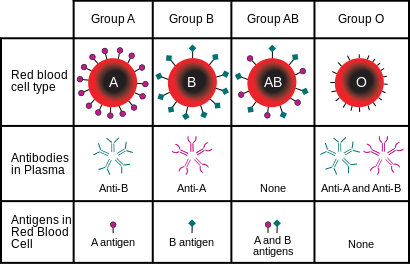 Group A Group B Group AB Group O
Red blood
cell type
A B AB O
Antibodies
in Plasma
Anti-B Anti-A None Anti-A and Anti-B
Antigens in
Red Blood
Cell
A antigen B antigen A and B
antigens None